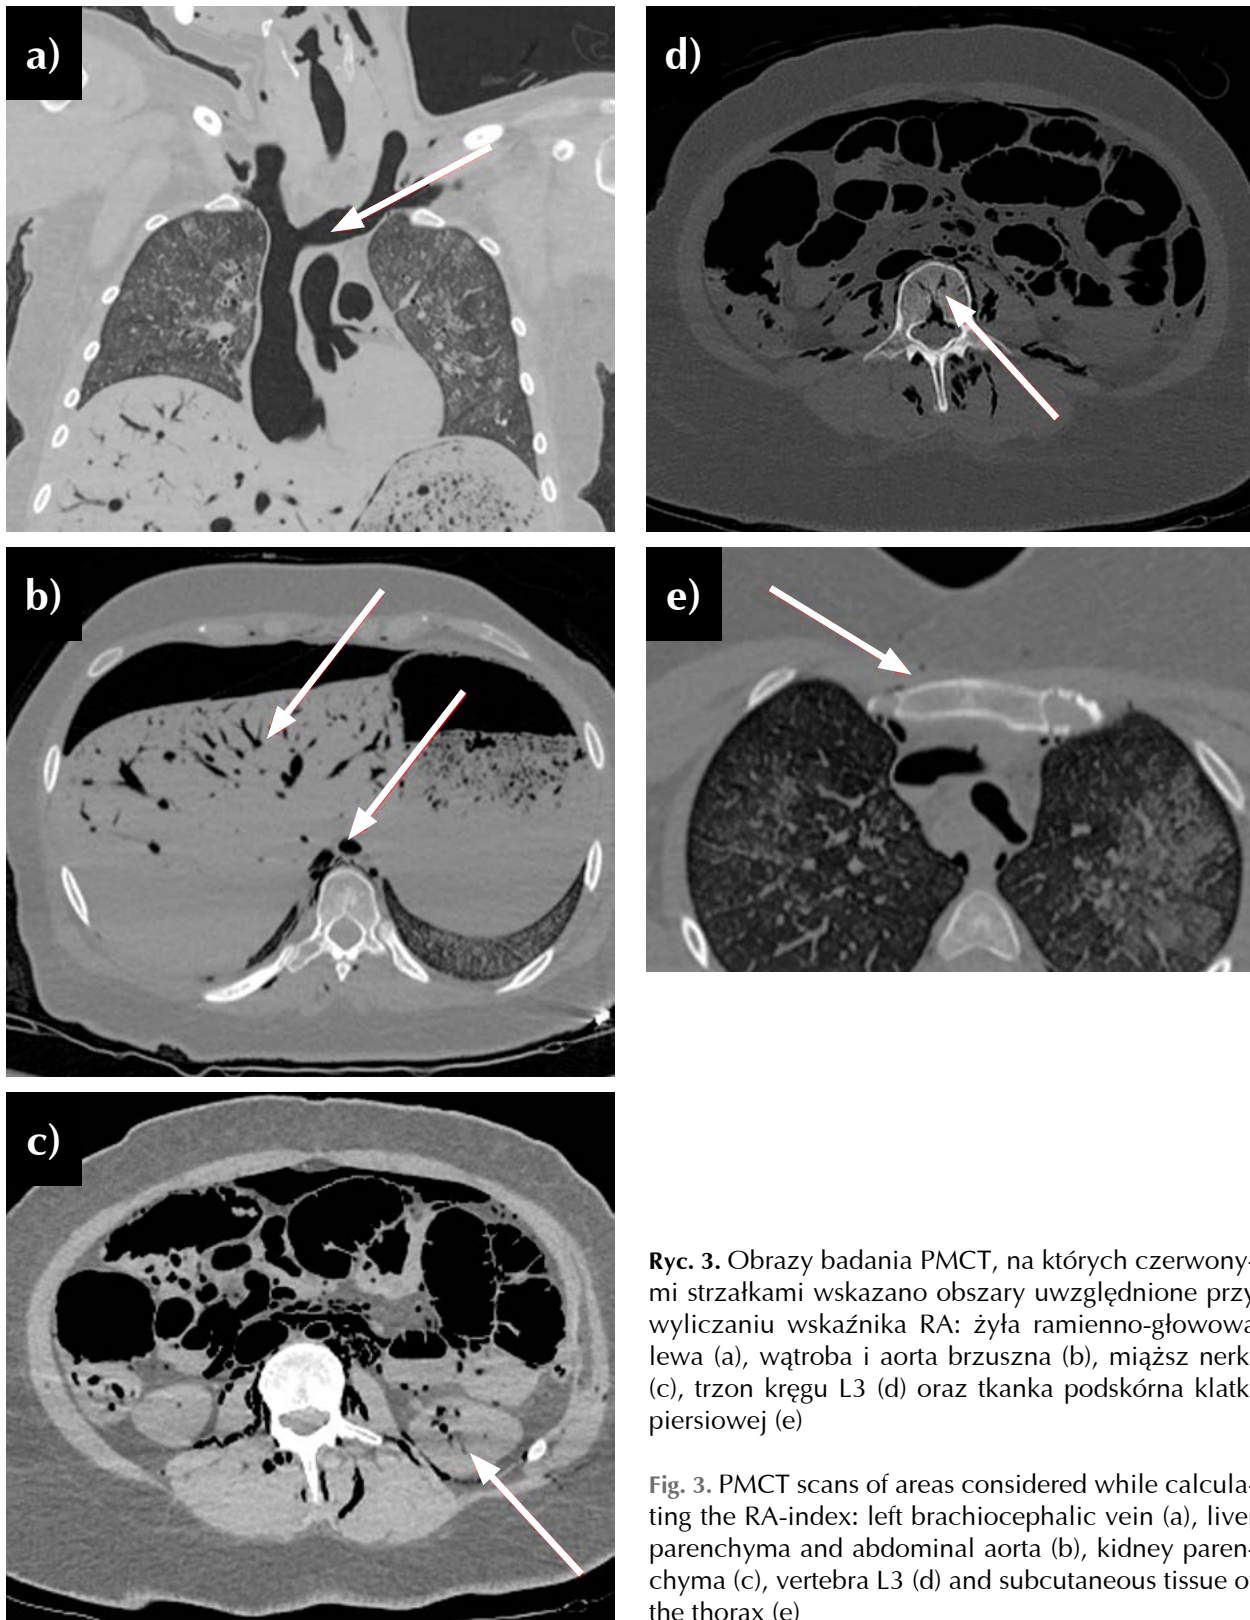 a)
b)
c)
d)
e)
Ryc. 3. Obrazy badania PMCT, na których czerwony-
mi strzałkami wskazano obszary uwzględnione przy
wyliczaniu wskaźnika RA: żyła ramienno-głowowa
lewa (a), wątroba i aorta brzuszna (b), miąższ nerk
(c), trzon kręgu L3 (d) oraz tkanka podskórna klatk
piersiowej (e)
Fig. 3. PMCT scans of areas considered while calcula-
ting the RA-index: left brachiocephalic vein (a), liver
parenchyma and abdominal aorta (b), kidney paren-
chyma (c), vertebra L3 (d) and subcutaneous tissue o
the thorax (e)